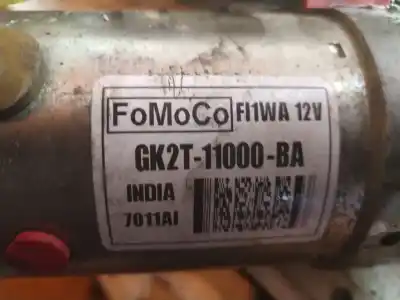 FoMoCo FI1WA 12V
GK2T-11000-BA
INDIA
7011AI